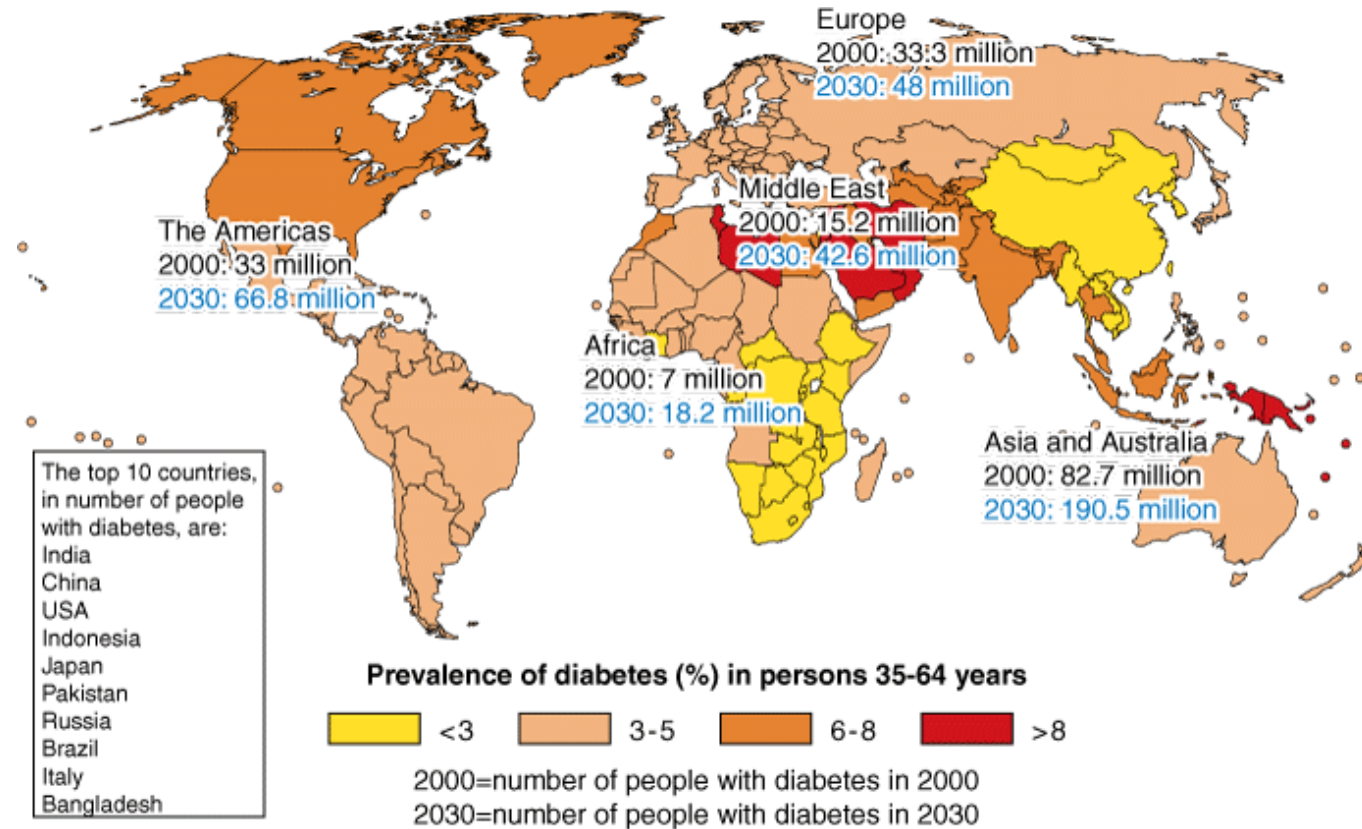 Europe
2000: 33.3 million
2030: 48 million
Middle East
2000: 15.2 million
2030: 42.6 million
The Americas
2000: 33 million
2030: 66.8 million
Africa
2000: 7 million
2030: 18.2 million
Asia and Australia
2000: 82.7 million
2030: 190.5 million
The top 10 countries,
in number of people
with diabetes, are:
India
China
USA
Indonesia
Japan
Pakistan
Russia
Brazil
Italy
Bangladesh
Prevalence of diabetes (%) in persons 35-64 years
<3 3-5 6-8 >8
2000=number of people with diabetes in 2000
2030=number of people with diabetes in 2030